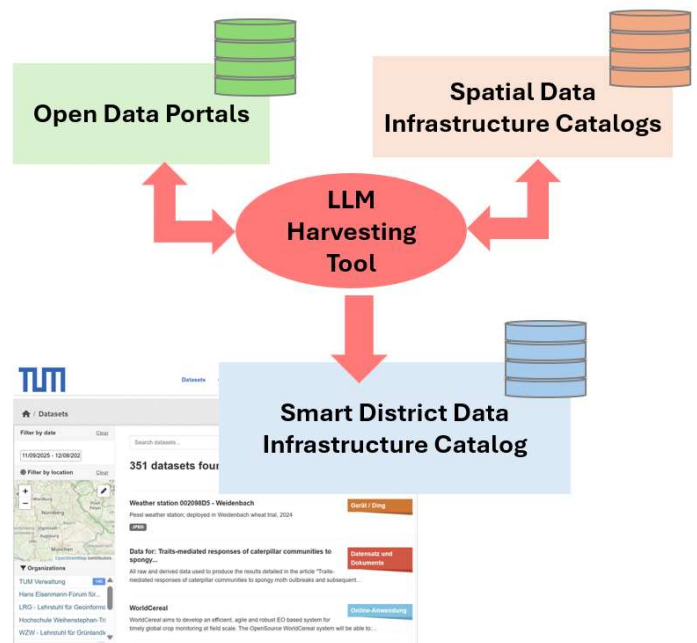 Open Data Portals
Spatial Data
Infrastructure Catalogs
LLM
Harvesting
Tool
Smart District Data
Infrastructure Catalog
TUM
Datasets
/ Datasets
Filter by date
Clear
11/09/2025 - 12/08/202
Filter by location
Clear
+
−
Nürnberg
München
OpenStreetMap contributors
Organizations
TUM Verwaltung
Hans Eisenmann-Forum für...
LRG - Lehrstuhl für Geoinforma
Hochschule Weihenstephan-Tri
WZW - Lehrstuhl für Grünlandle
Search datasets...
351 datasets four
Weather station 002098D5 - Weidenbach
Pessl weather station; deployed in Weidenbach wheat trial, 2024
OPEN
Gerät / Ding
Data for: Traits-mediated responses of caterpillar communities to
spongy...
All raw and derived data used to produce the results detailed in the article "Traits-
mediated responses of caterpillar communities to spongy moth outbreaks and subsequent...
Datensatz und
Dokumente
WorldCereal
WorldCereal aims to develop an efficient, agile and robust EO based system for
timely global crop monitoring at field scale. The OpenSource WorldCereal system will be able to...
Online-Anwendung